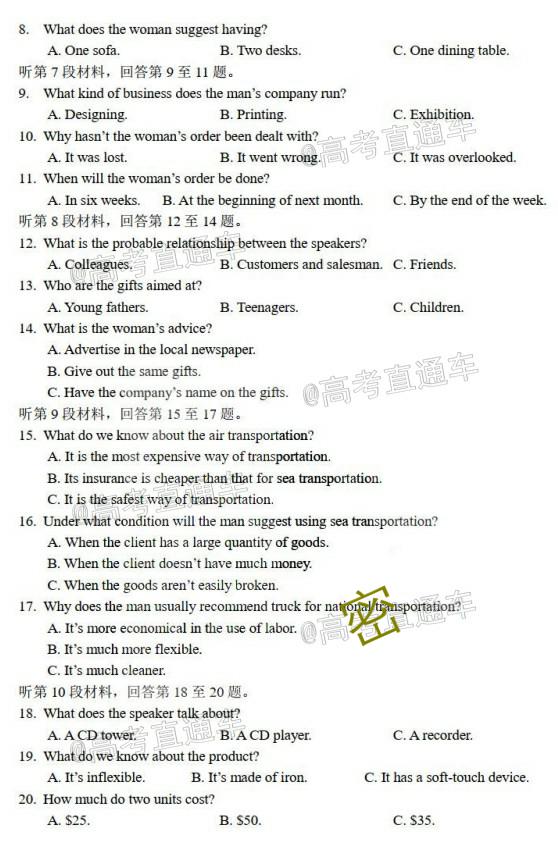 8. What does the woman suggest having?
A. One sofa. B. Two desks. C. One dining table.
听第 7 段材料，回答第 9 至 11 题。
9. What kind of business does the man's company run?
A. Designing. B. Printing. C. Exhibition.
@高考直通车
10. Why hasn't the woman's order been dealt with?
A. It was lost. B. It went wrong. C. It was overlooked.
11. When will the woman's order be done?
A. In six weeks. B. At the beginning of next month. C. By the end of the week.
听第 8 段材料，回答第 12 至 14 题。
12. What is the probable relationship between the speakers?
@高考直通车
A. Colleagues. B. Customers and salesman. C. Friends.
13. Who are the gifts aimed at?
A. Young fathers. B. Teenagers. C. Children.
14. What is the woman's advice?
A. Advertise in the local newspaper.
B. Give out the same gifts.
@高考直通车
C. Have the company's name on the gifts.
听第 9 段材料，回答第 15 至 17 题。
15. What do we know about the air transportation?
A. It is the most expensive way of transportation.
B. Its insurance is cheaper than that for sea transportation.
@高考直通车
C. It is the safest way of transportation.
16. Under what condition will the man suggest using sea transportation?
A. When the client has a large quantity of goods.
B. When the client doesn't have much money.
C. When the goods aren't easily broken.
17. Why does the man usually recommend truck for national transportation?
密
@高考直通车
A. It's more economical in the use of labor.
B. It's much more flexible.
C. It's much cleaner.
听第 10 段材料，回答第 18 至 20 题。
18. What does the speaker talk about?
A. A CD tower. B. A CD player. C. A recorder.
@高考直通车
19. What do we know about the product?
A. It's inflexible. B. It's made of iron. C. It has a soft-touch device.
20. How much do two units cost?
A. $25. B. $50. C. $35.